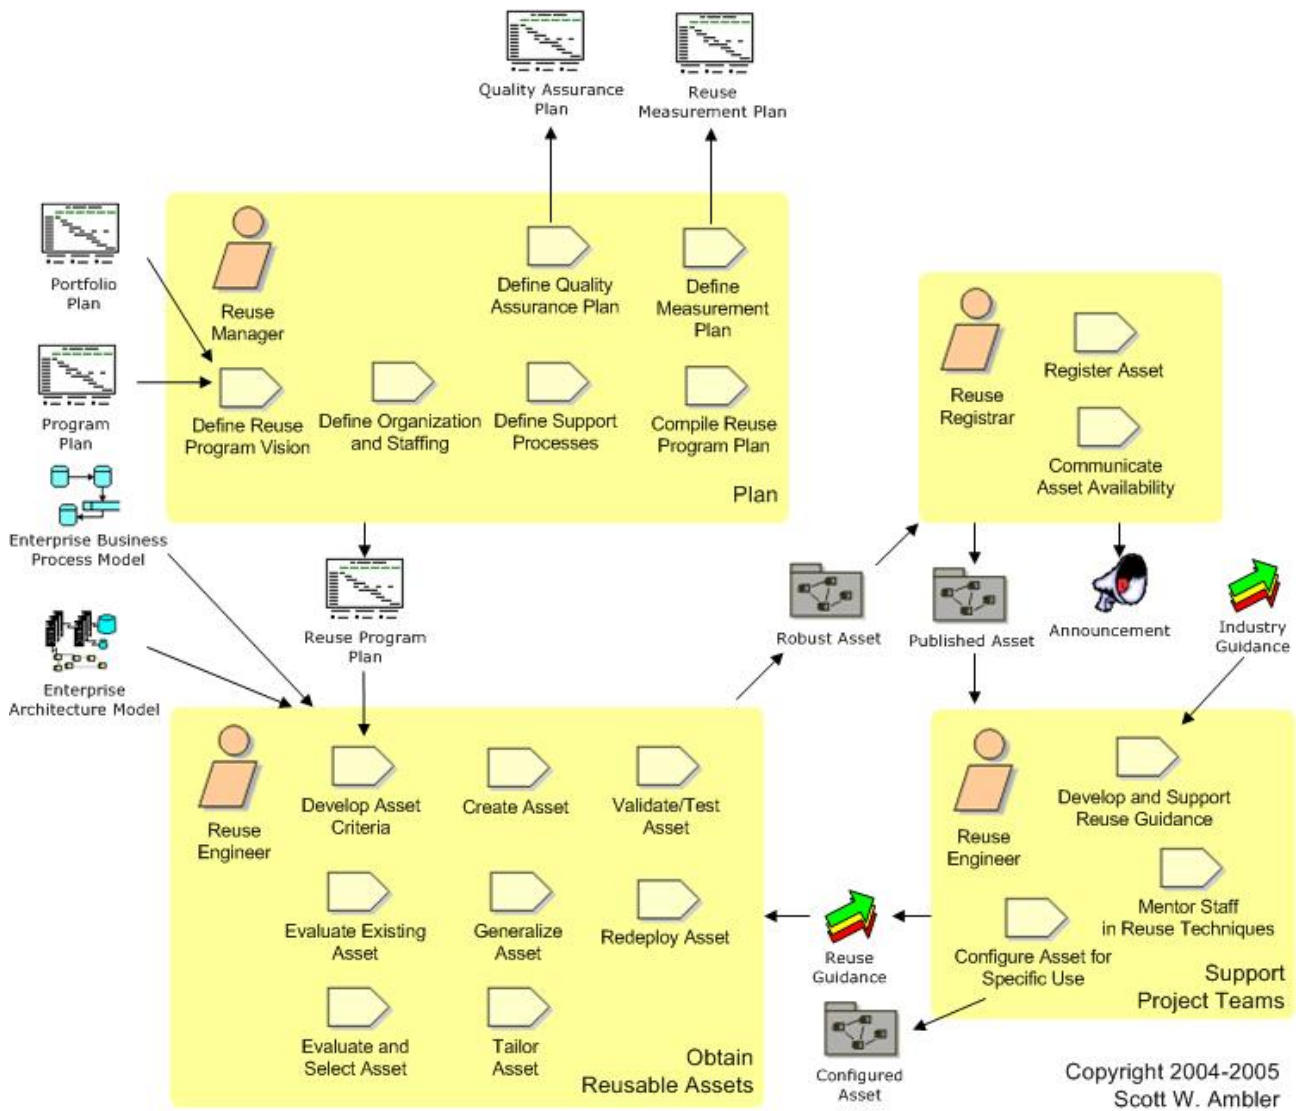 Quality Assurance
Plan
Reuse
Measurement Plan
Portfolio
Plan
Program
Plan
Enterprise Business
Process Model
Enterprise
Architecture Model
Reuse
Manager
Define Quality
Assurance Plan
Define
Measurement
Plan
Define Reuse
Program Vision
Define Organization
and Staffing
Define Support
Processes
Compile Reuse
Program Plan
Plan
Reuse
Registrar
Register Asset
Communicate
Asset Availability
Reuse Program
Plan
Robust Asset
Published Asset
Announcement
Industry
Guidance
Reuse
Engineer
Develop Asset
Criteria
Create Asset
Validate/Test
Asset
Evaluate Existing
Asset
Generalize
Asset
Redeploy Asset
Evaluate and
Select Asset
Tailor
Asset
Obtain
Reusable Assets
Reuse
Engineer
Develop and Support
Reuse Guidance
Mentor Staff
in Reuse Techniques
Configure Asset for
Specific Use
Support
Project Teams
Reuse
Guidance
Configured
Asset
Copyright 2004-2005
Scott W. Ambler